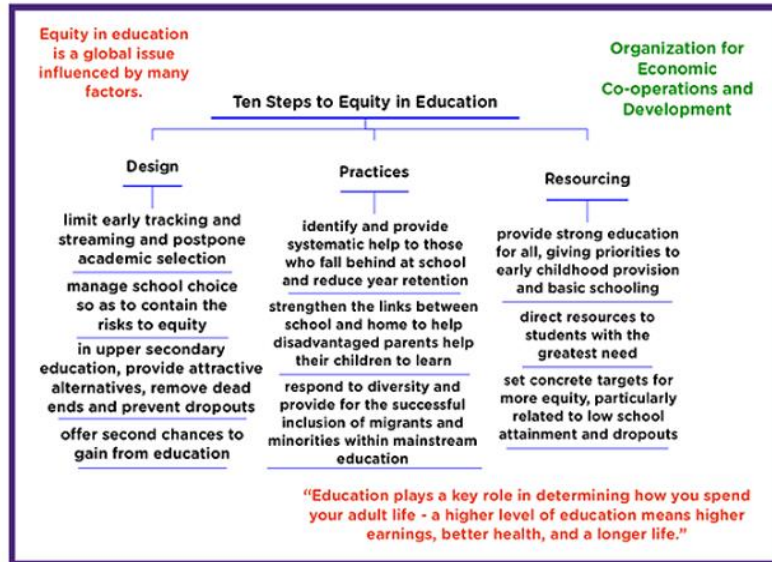 Equity in education
is a global issue
influenced by many
factors.
Organization for
Economic
Co-operations and
Development
Ten Steps to Equity in Education
Design
limit early tracking and
streaming and postpone
academic selection
manage school choice
so as to contain the
risks to equity
in upper secondary
education, provide attractive
alternatives, remove dead
ends and prevent dropouts
offer second chances to
gain from education
Practices
identify and provide
systematic help to those
who fall behind at school
and reduce year retention
strengthen the links between
school and home to help
disadvantaged parents help
their children to learn
respond to diversity and
provide for the successful
inclusion of migrants and
minorities within mainstream
education
Resourcing
provide strong education
for all, giving priorities to
early childhood provision
and basic schooling
direct resources to
students with the
greatest need
set concrete targets for
more equity, particularly
related to low school
attainment and dropouts
“Education plays a key role in determining how you spend
your adult life - a higher level of education means higher
earnings, better health, and a longer life.”